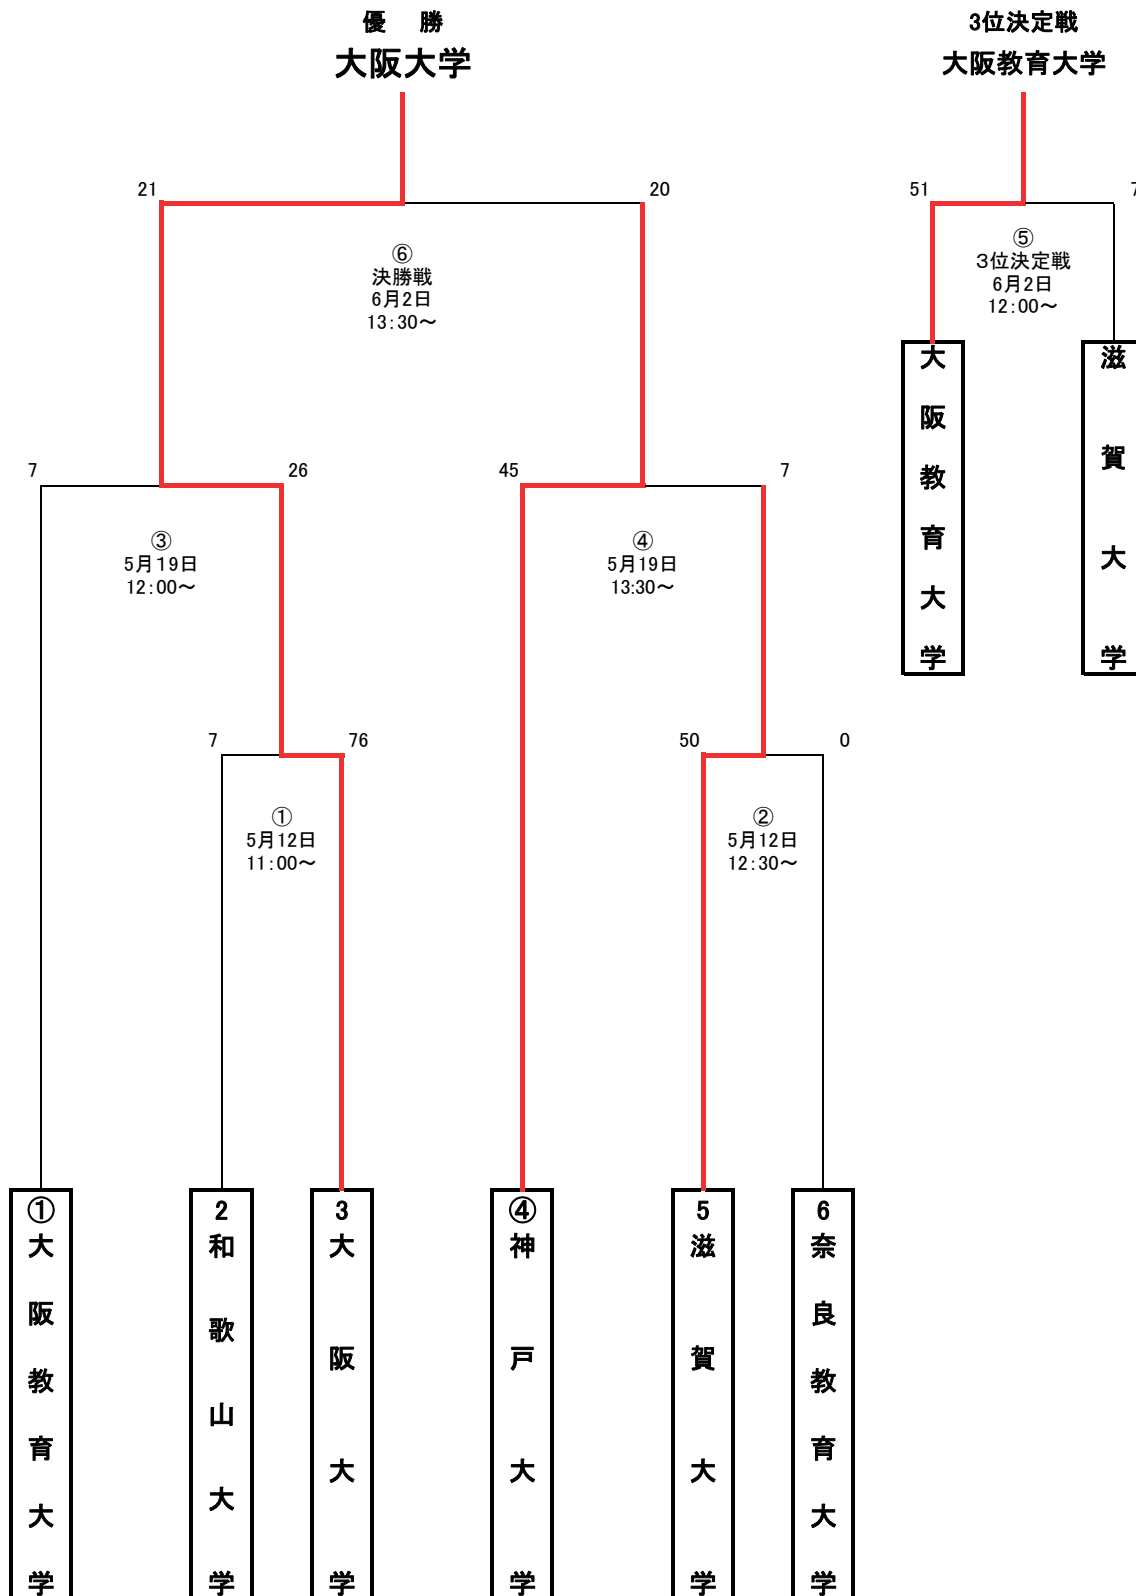 優　勝
大阪大学
3位決定戦
大阪教育大学
21
20
51
7
⑥
決勝戦
6月2日
13:30～
⑤
3位決定戦
6月2日
12:00～
大阪教育大学
滋賀大学
7
26
45
7
③
5月19日
12:00～
④
5月19日
13:30～
7
76
50
0
①
5月12日
11:00～
②
5月12日
12:30～
①
大阪教育大学
2
和歌山大学
3
大阪大学
④
神戸大学
5
滋賀大学
6
奈良教育大学